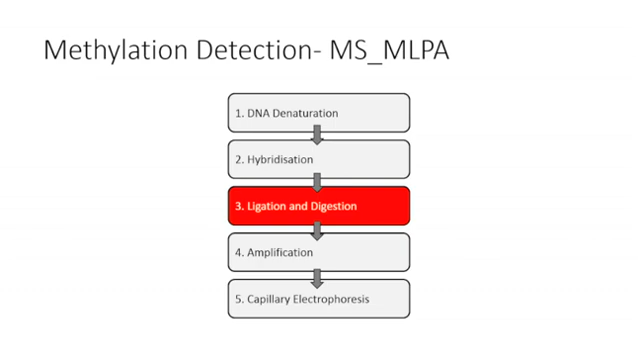 Methylation Detection- MS_MLPA
1. DNA Denaturation
2. Hybridisation
3. Ligation and Digestion
4. Amplification
5. Capillary Electrophoresis